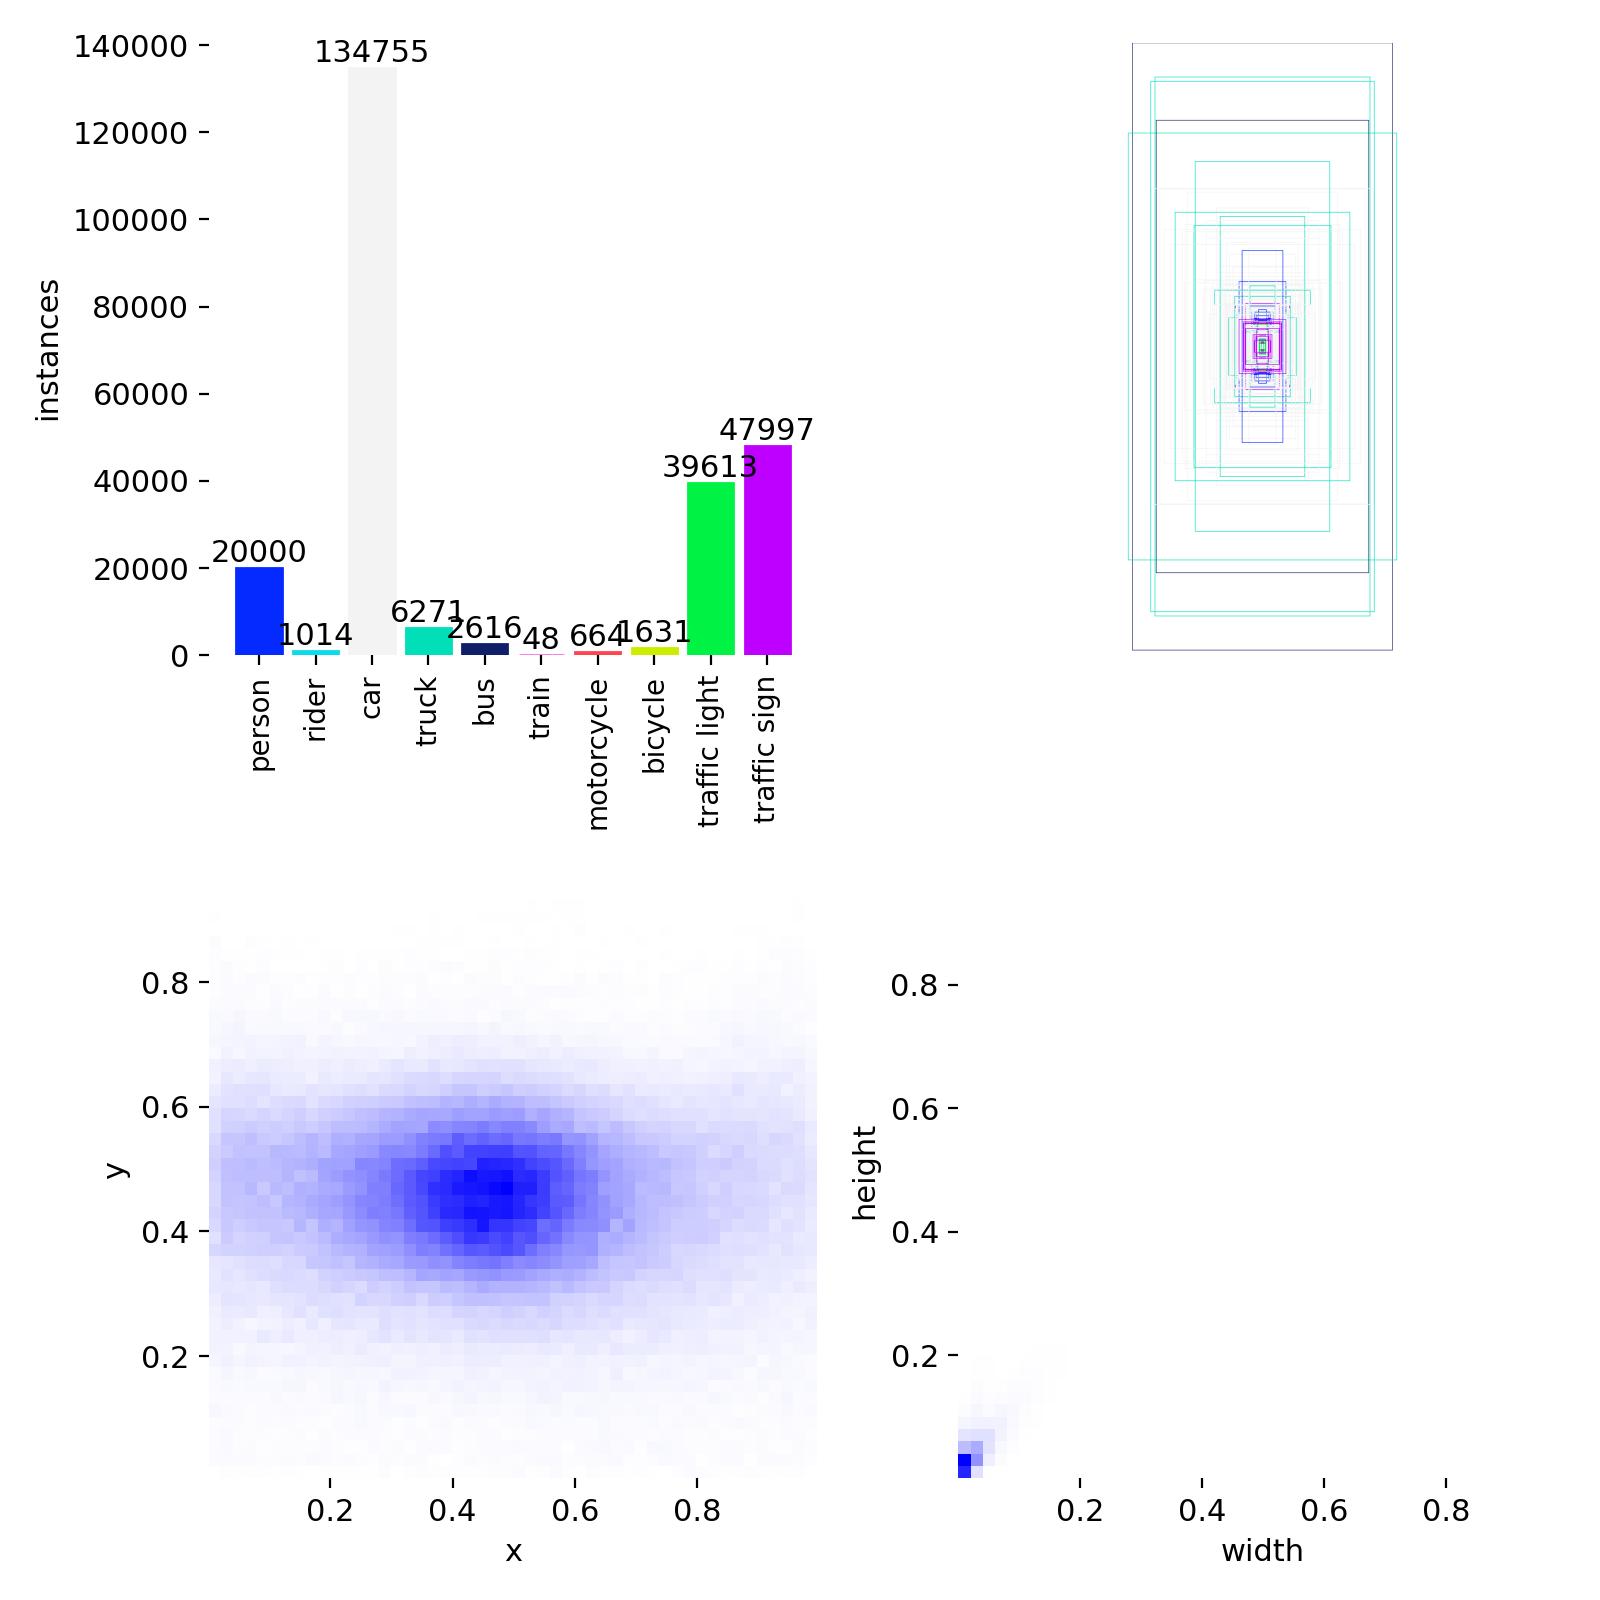 140000
120000
100000
80000
60000
40000
20000
0
instances
134755
47997
39613
20000
6271
2616
1014
48
664
1631
person
rider
car
truck
bus
train
motorcycle
bicycle
traffic light
traffic sign
0.8
0.6
0.4
0.2
y
0.2
0.4
0.6
0.8
x
0.8
0.6
0.4
0.2
height
0.2
0.4
0.6
0.8
width